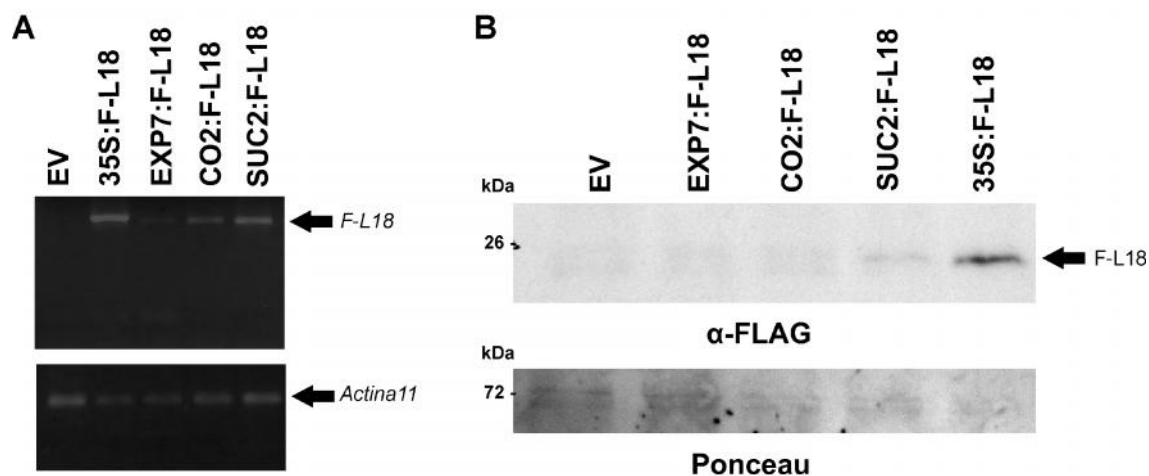 A
EV
35S:F-L18
EXP7:F-L18
CO2:F-L18
SUC2:F-L18
F-L18
Actina11
B
EV
EXP7:F-L18
CO2:F-L18
SUC2:F-L18
35S:F-L18
kDa
26
F-L18
α-FLAG
kDa
72
Ponceau